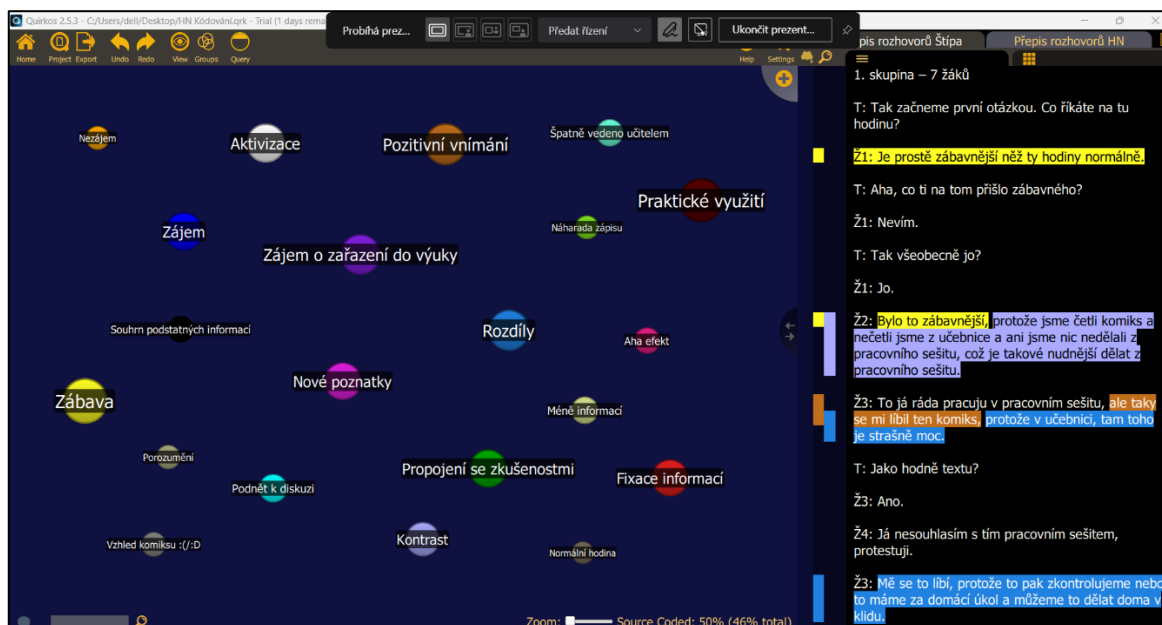 Quirkos 2.5.3 - C:/Users/dell/Desktop/HN Kódování.qrk - Trial (1 days rema
Probíhá prez...
Předat řízení
Ukončit prezent...
Home
Project
Export
Undo
Redo
View
Groups
Query
Help
Settings
pis rozhovorů Štípa
Přepis rozhovorů HN
Nezájem
Aktivizace
Pozitivní vnímání
Špatně vedeno učitelem
Praktické využití
Zájem
Náharada zápisu
Zájem o zařazení do výuky
Souhrn podstatných informací
Rozdíly
Aha efekt
Nové poznatky
Zábava
Méně informací
Porozumění
Propojení se zkušenostmi
Fixace informací
Podnět k diskuzi
Vzhled komiksu :(/:D
Kontrast
Normální hodina
Zoom:
Source Coded: 50% (46% total)
1. skupina – 7 žáků
T: Tak začneme první otázkou. Co říkáte na tu
hodinu?
Ž1: Je prostě zábavnější než ty hodiny normálně.
T: Aha, co ti na tom přišlo zábavného?
Ž1: Nevím.
T: Tak všeobecně jo?
Ž1: Jo.
Ž2: Bylo to zábavnější, protože jsme četli komiks a
nečetli jsme z učebnice a ani jsme nic nedělali z
pracovního sešitu, což je takové nudnější dělat z
pracovního sešitu.
Ž3: To já ráda pracuju v pracovním sešitu, ale taky
se mi líbil ten komiks, protože v učebnici, tam toho
je strašně moc.
T: Jako hodně textu?
Ž3: Ano.
Ž4: Já nesouhlasím s tím pracovním sešitem,
protestuji.
Ž3: Mě se to líbí, protože to pak zkontrolujeme nebo
to máme za domácí úkol a můžeme to dělat doma v
klidu.